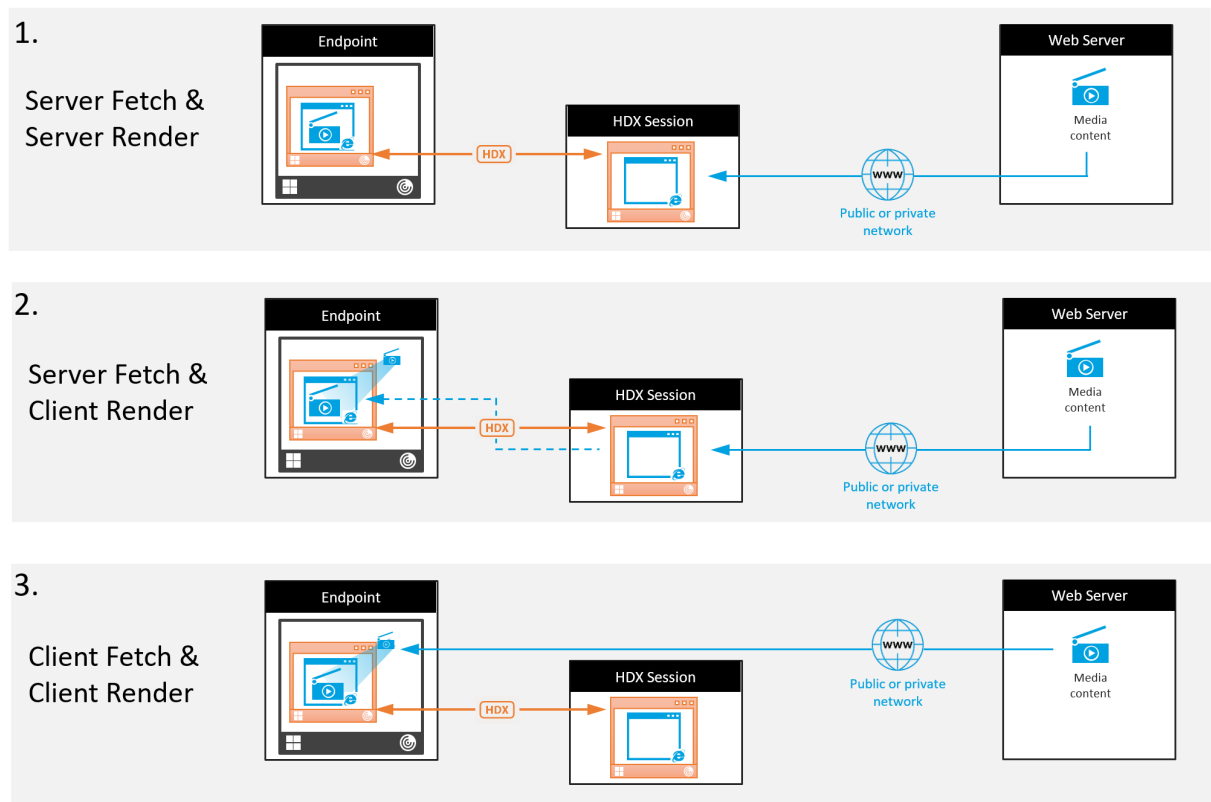 1.
Server Fetch &
Server Render
Endpoint
HDX
HDX Session
www
Public or private
network
Web Server
Media
content
2.
Server Fetch &
Client Render
Endpoint
HDX
HDX Session
www
Public or private
network
Web Server
Media
content
3.
Client Fetch &
Client Render
Endpoint
HDX
HDX Session
www
Public or private
network
Web Server
Media
content